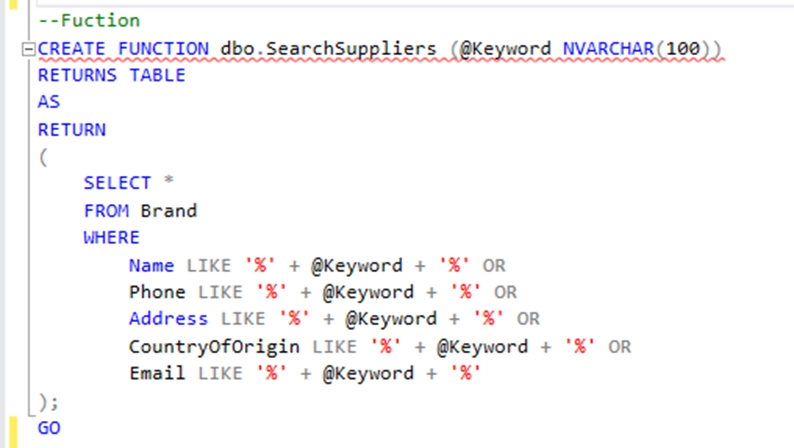 --Fuction
CREATE FUNCTION dbo.SearchSuppliers (@Keyword NVARCHAR(100))
RETURNS TABLE
AS
RETURN
(
    SELECT *
    FROM Brand
    WHERE
        Name LIKE '%' + @Keyword + '%' OR
        Phone LIKE '%' + @Keyword + '%' OR
        Address LIKE '%' + @Keyword + '%' OR
        CountryOfOrigin LIKE '%' + @Keyword + '%' OR
        Email LIKE '%' + @Keyword + '%'
);
GO